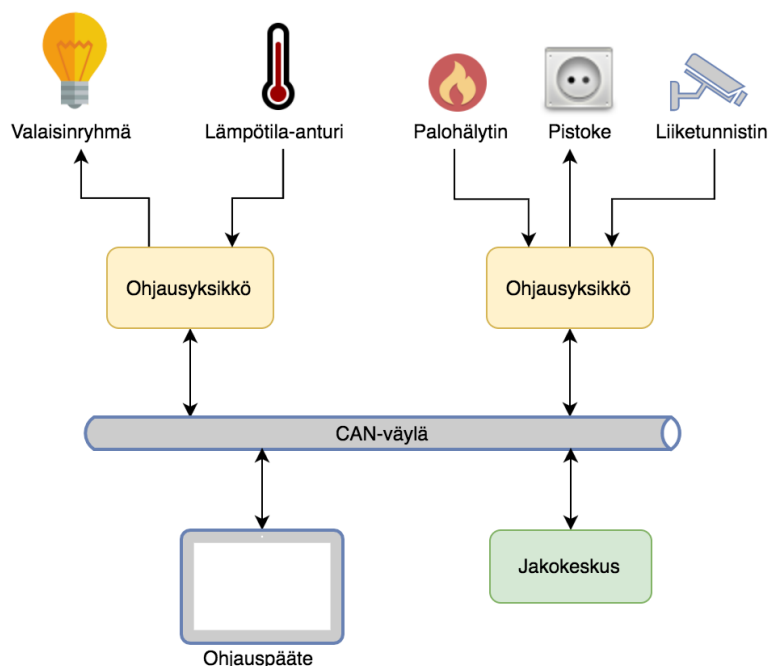 Valaisinryhmä
Lämpötila-anturi
Palohälytin
Pistoke
Liiketunnistin
Ohjausyksikkö
Ohjausyksikkö
CAN-väylä
Jakokeskus
Ohjauspääte